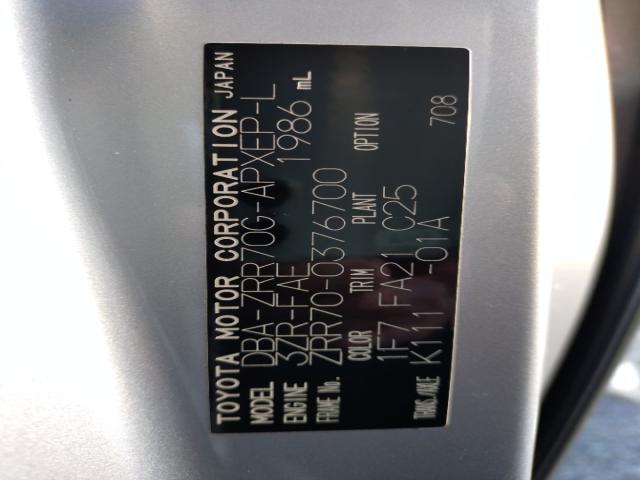 TOYOTA MOTOR CORPORATION JAPAN
MODEL DBA-ZRR70G-APXEP-L
ENGINE 3ZR-FAE 1986 mL
FRAME No. ZRR70-0376700
COLOR TRIM PLANT OPTION
1F7 FA21 C25
TRANS./AXLE K111 -01A 708